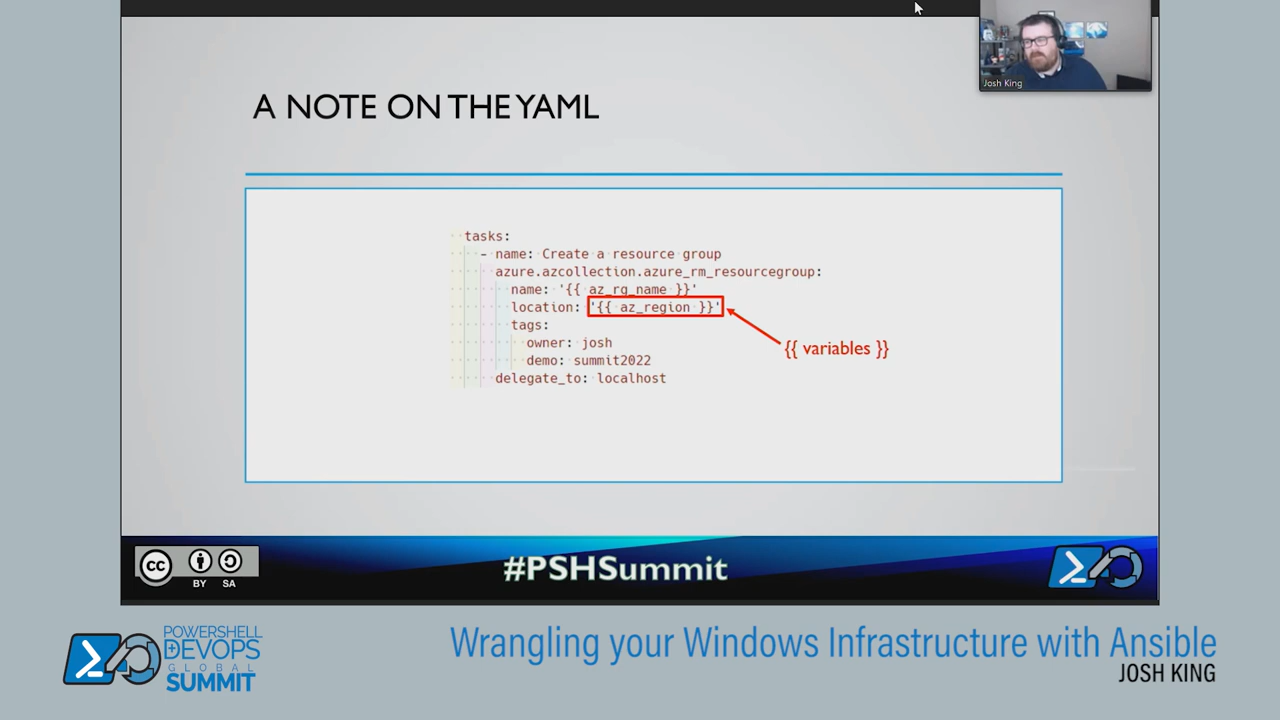 Josh King
A NOTE ON THE YAML
tasks:
- name: Create a resource group
azure.azcollection.azure_rm_resourcegroup:
name: '{{ az_rg_name }}'
location: '{{ az_region }}'
tags:
owner: josh
demo: summit2022
delegate_to: localhost
{{ variables }}
cc
BY SA
#PSHSummit
POWERSHELL
DEVOPS
GLOBAL
SUMMIT
Wrangling your Windows Infrastructure with Ansible
JOSH KING